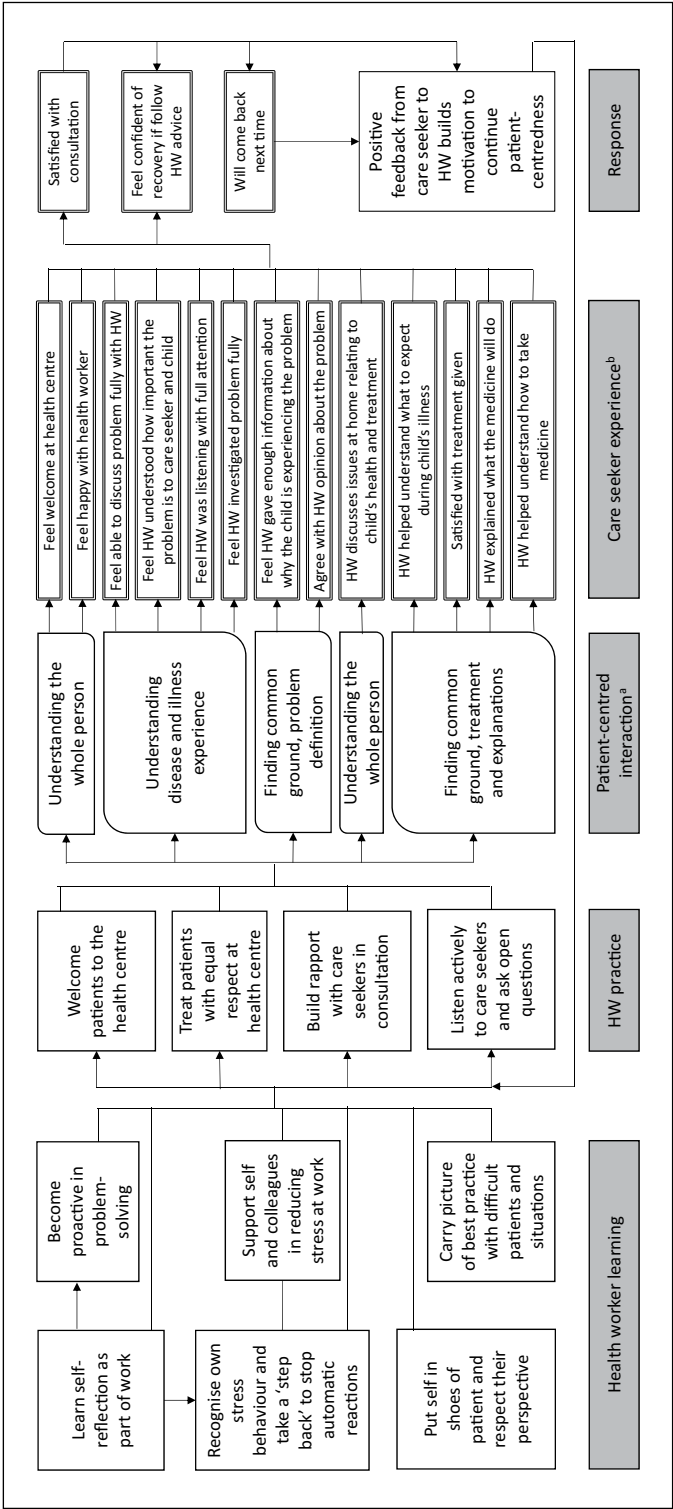 Learn self-
reflection as
part of work
Recognise own
stress
behaviour and
take a ‘step
back’ to stop
automatic
reactions
Put self in
shoes of
patient and
respect their
perspective
Become
proactive in
problem-
solving
Support self
and colleagues
in reducing
stress at work
Carry picture
of best practice
with difficult
patients and
situations
Health worker learning
Welcome
patients to the
health centre
Treat patients
with equal
respect at
health centre
Build rapport
with care
seekers in
consultation
Listen actively
to care seekers
and ask open
questions
HW practice
Understanding the
whole person
Understanding
disease and illness
experience
Finding common
ground, problem
definition
Understanding the
whole person
Finding common
ground, treatment
and explanations
Patient-centred
interactionᵃ
Feel welcome at health centre
Feel happy with health worker
Feel able to discuss problem fully with HW
Feel HW understood how important the
problem is to care seeker and child
Feel HW was listening with full attention
Feel HW investigated problem fully
Feel HW gave enough information about
why the child is experiencing the problem
Agree with HW opinion about the problem
HW discusses issues at home relating to
child’s health and treatment
HW helped understand what to expect
during child’s illness
Satisfied with treatment given
HW explained what the medicine will do
HW helped understand how to take
medicine
Care seeker experienceᵇ
Satisfied with
consultation
Feel confident of
recovery if follow
HW advice
Will come back
next time
Positive
feedback from
care seeker to
HW builds
motivation to
continue
patient-
centredness
Response